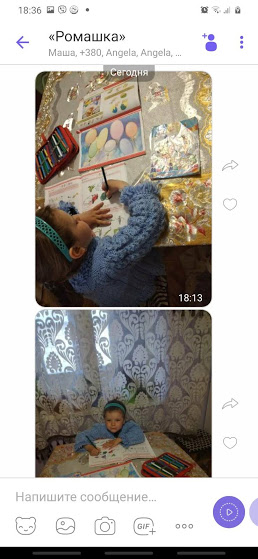 18:36
«Ромашка»
Маша, +380, Angela, Angela, ...
Сегодня
18:13
Напишите сообщение...
GIF